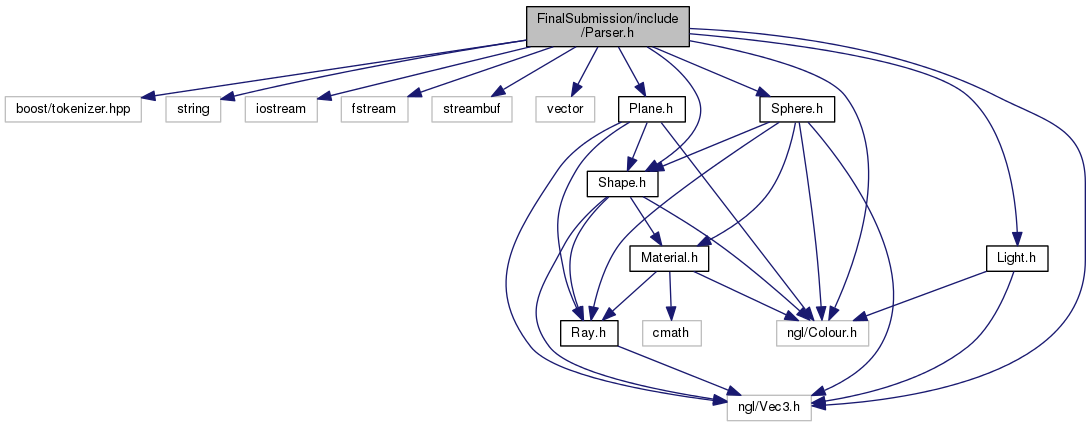 FinalSubmission/include
/Parser.h
boost/tokenizer.hpp
string
iostream
fstream
streambuf
vector
Plane.h
Sphere.h
Shape.h
Material.h
Light.h
Ray.h
cmath
ngl/Colour.h
ngl/Vec3.h